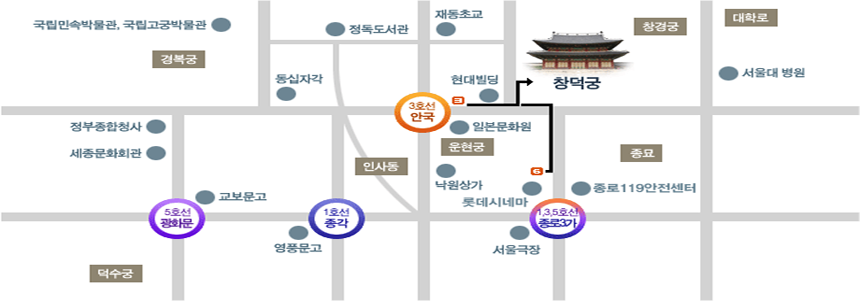 국립민속박물관, 국립고궁박물관
정독도서관
재동초교
창경궁
대학로
경복궁
동십자각
현대빌딩
창덕궁
서울대 병원
3호선
안국
3
정부종합청사
일본문화원
세종문화회관
운현궁
종묘
인사동
6
낙원상가
교보문고
롯데시네마
종로119안전센터
5호선
광화문
1호선
종각
1,3,5호선
종로3가
영풍문고
서울극장
덕수궁